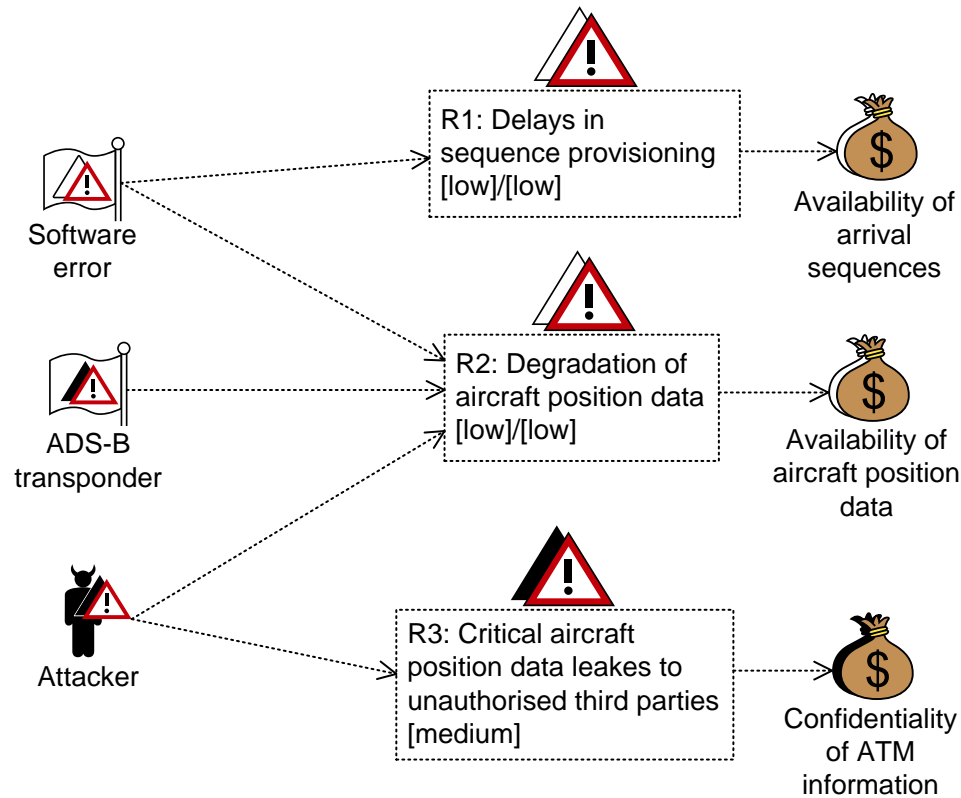 R1: Delays in
sequence provisioning
[low]/[low]
Software
error
$
Availability of
arrival
sequences
R2: Degradation of
aircraft position data
[low]/[low]
ADS-B
transponder
$
Availability of
aircraft position
data
Attacker
R3: Critical aircraft
position data leakes to
unauthorised third parties
[medium]
$
Confidentiality
of ATM
information